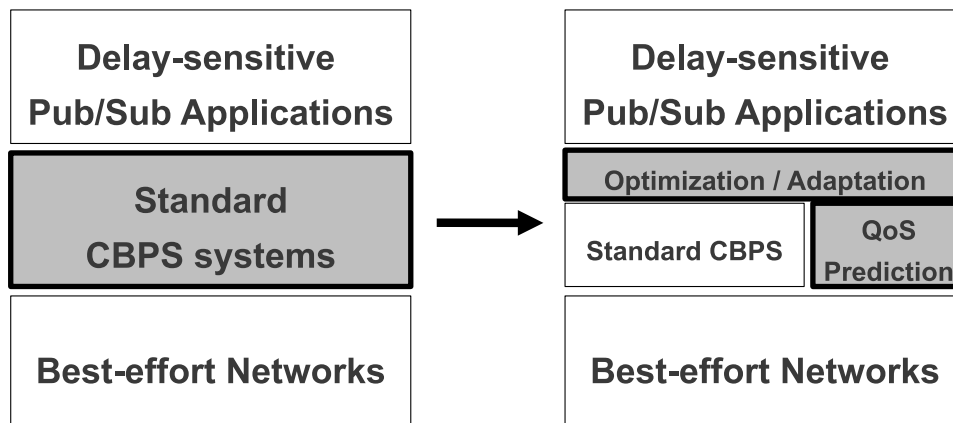 Delay-sensitive
Pub/Sub Applications
Standard
CBPS systems
Best-effort Networks
Delay-sensitive
Pub/Sub Applications
Optimization / Adaptation
Standard CBPS
QoS
Prediction
Best-effort Networks